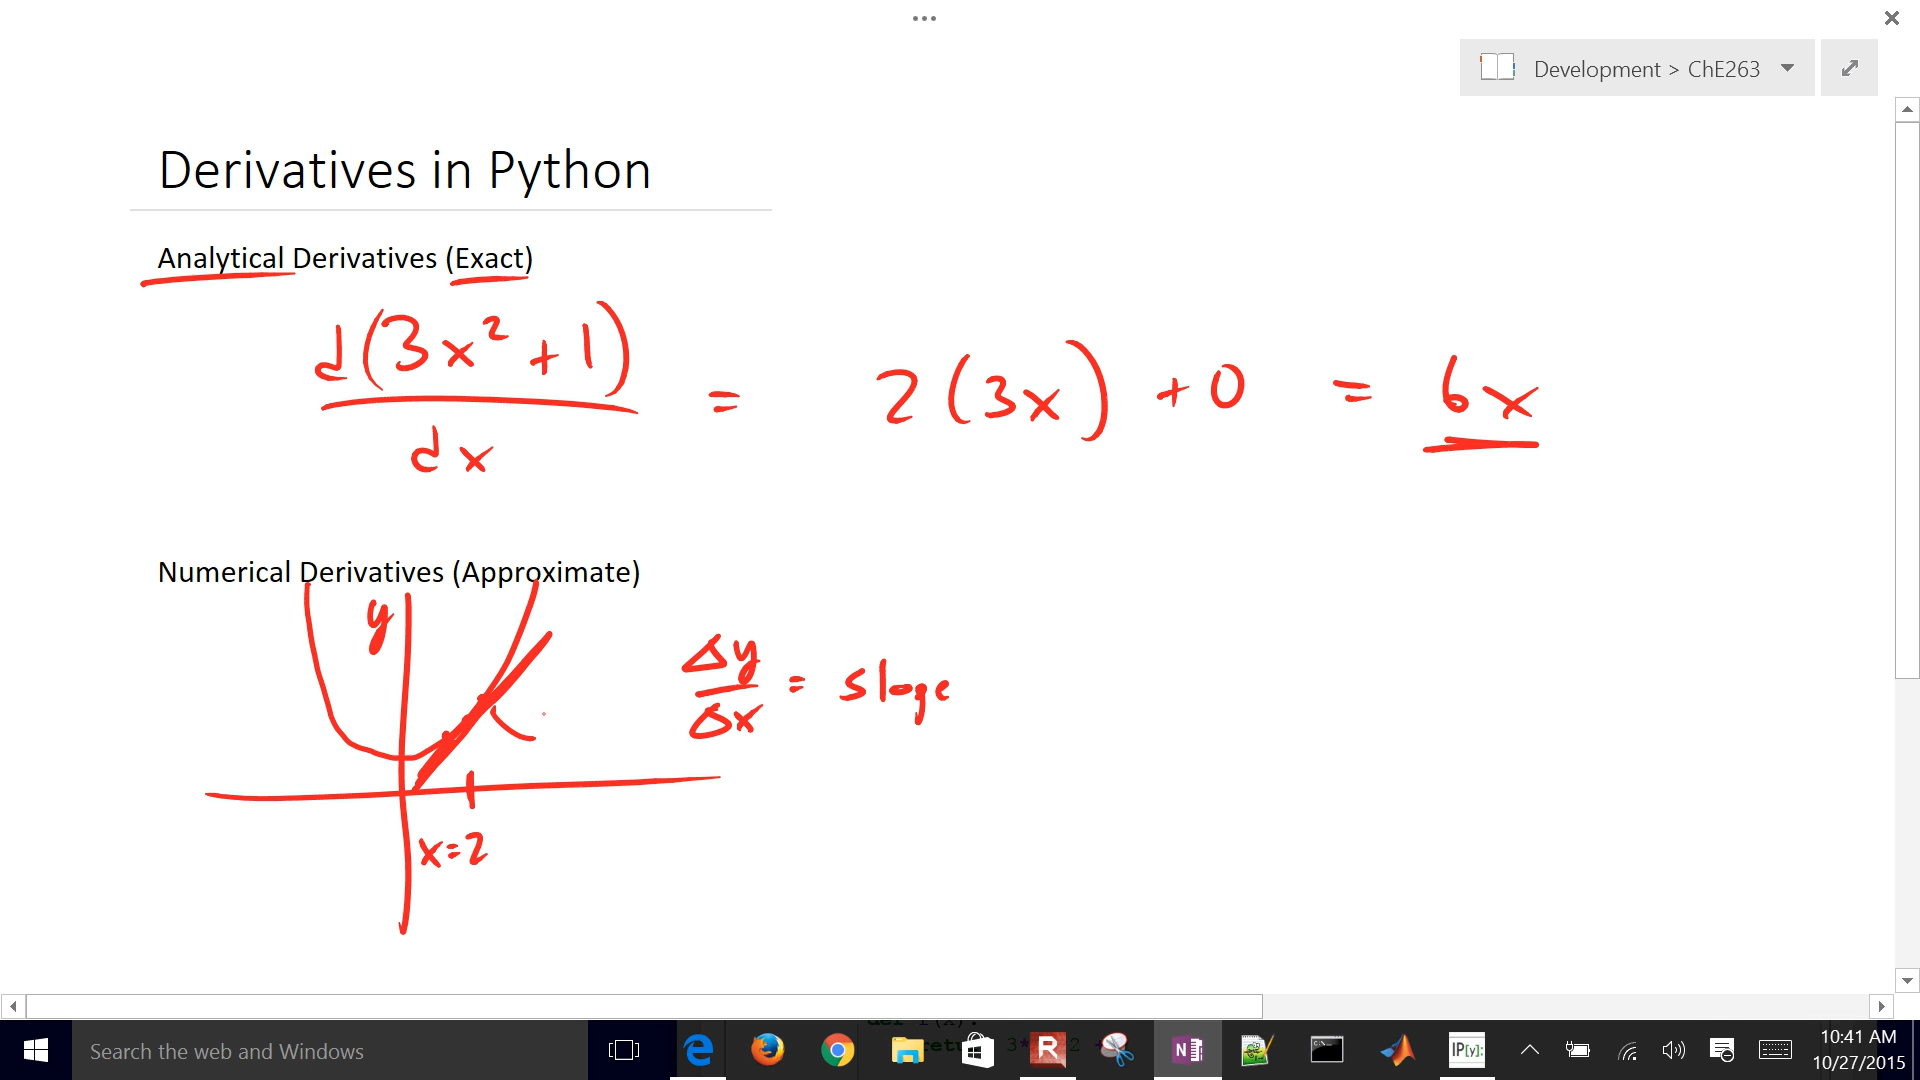 Development > ChE263
Derivatives in Python
Analytical Derivatives (Exact)
d(3x² + 1)
dx
= 2(3x) + 0 = 6x
Numerical Derivatives (Approximate)
y
Δy
Δx
= slope
x=2
Search the web and Windows
IP[y]:
10:41 AM
10/27/2015